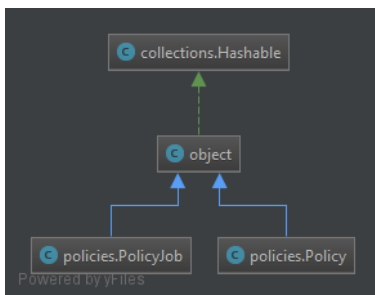 C collections.Hashable
C object
C policies.PolicyJob
C policies.Policy
Powered by yFiles